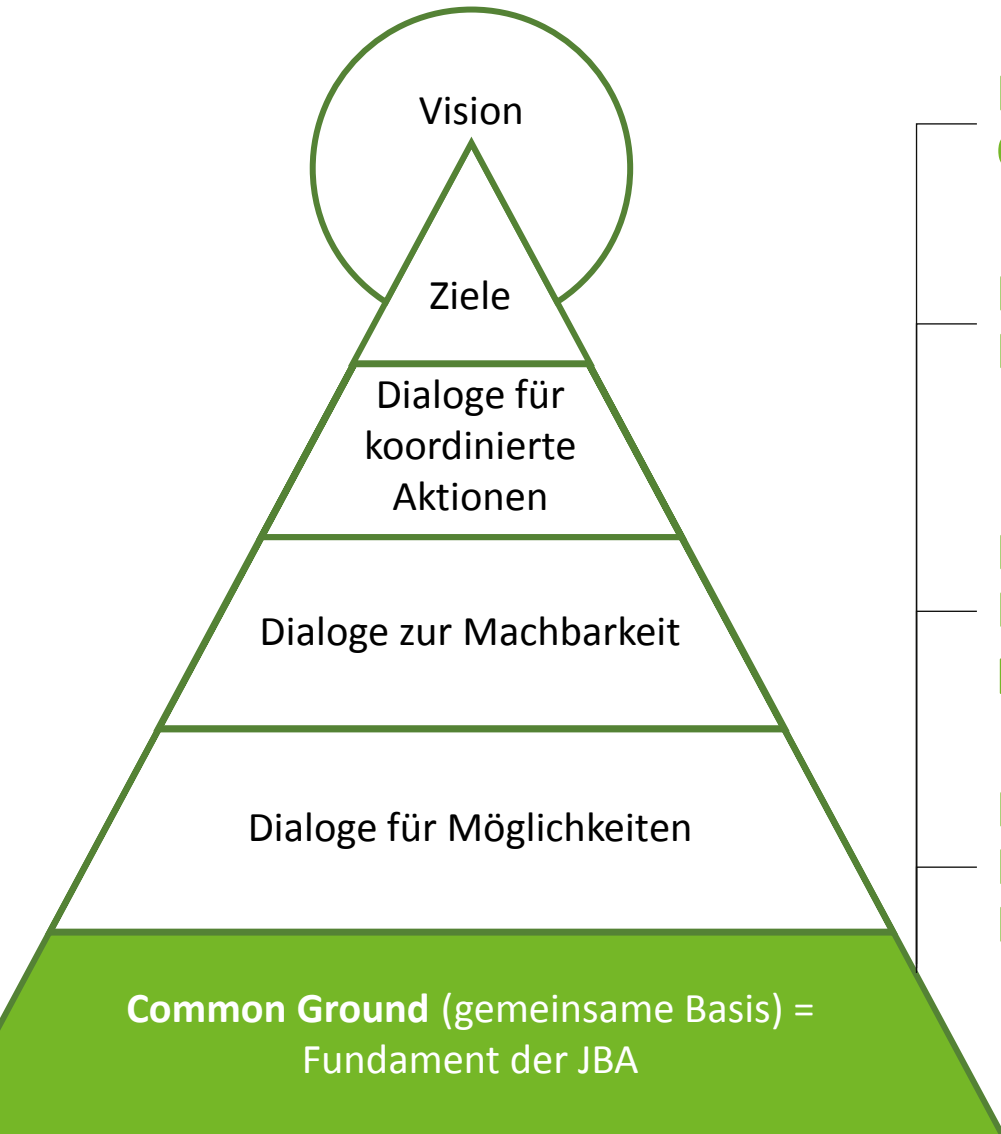 Vision
Ziele
Dialoge für
koordinierte
Aktionen
Dialoge zur Machbarkeit
Dialoge für Möglichkeiten
Common Ground (gemeinsame Basis) =
Fundament der JBA